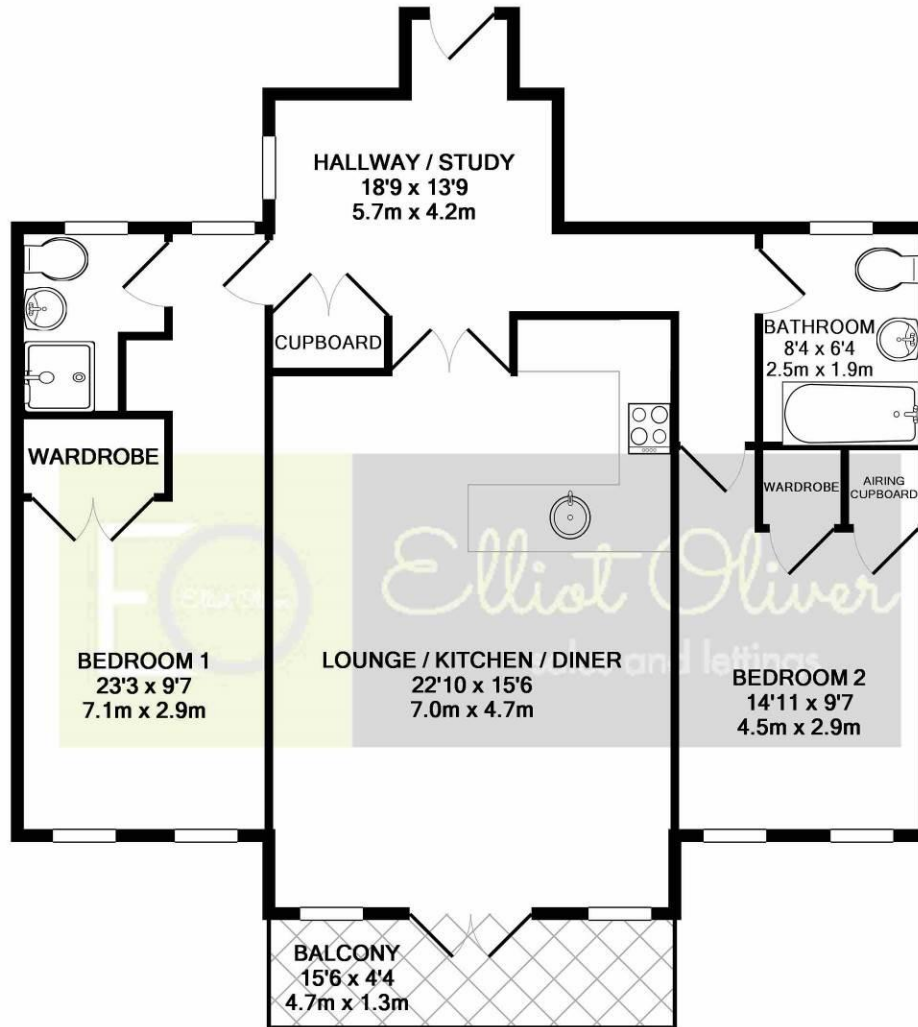 HALLWAY / STUDY
18'9 x 13'9
5.7m x 4.2m
CUPBOARD
BATHROOM
8'4 x 6'4
2.5m x 1.9m
WARDROBE
WARDROBE
AIRING
CUPBOARD
Elliot Oliver
sales and lettings
BEDROOM 1
23'3 x 9'7
7.1m x 2.9m
LOUNGE / KITCHEN / DINER
22'10 x 15'6
7.0m x 4.7m
BEDROOM 2
14'11 x 9'7
4.5m x 2.9m
BALCONY
15'6 x 4'4
4.7m x 1.3m